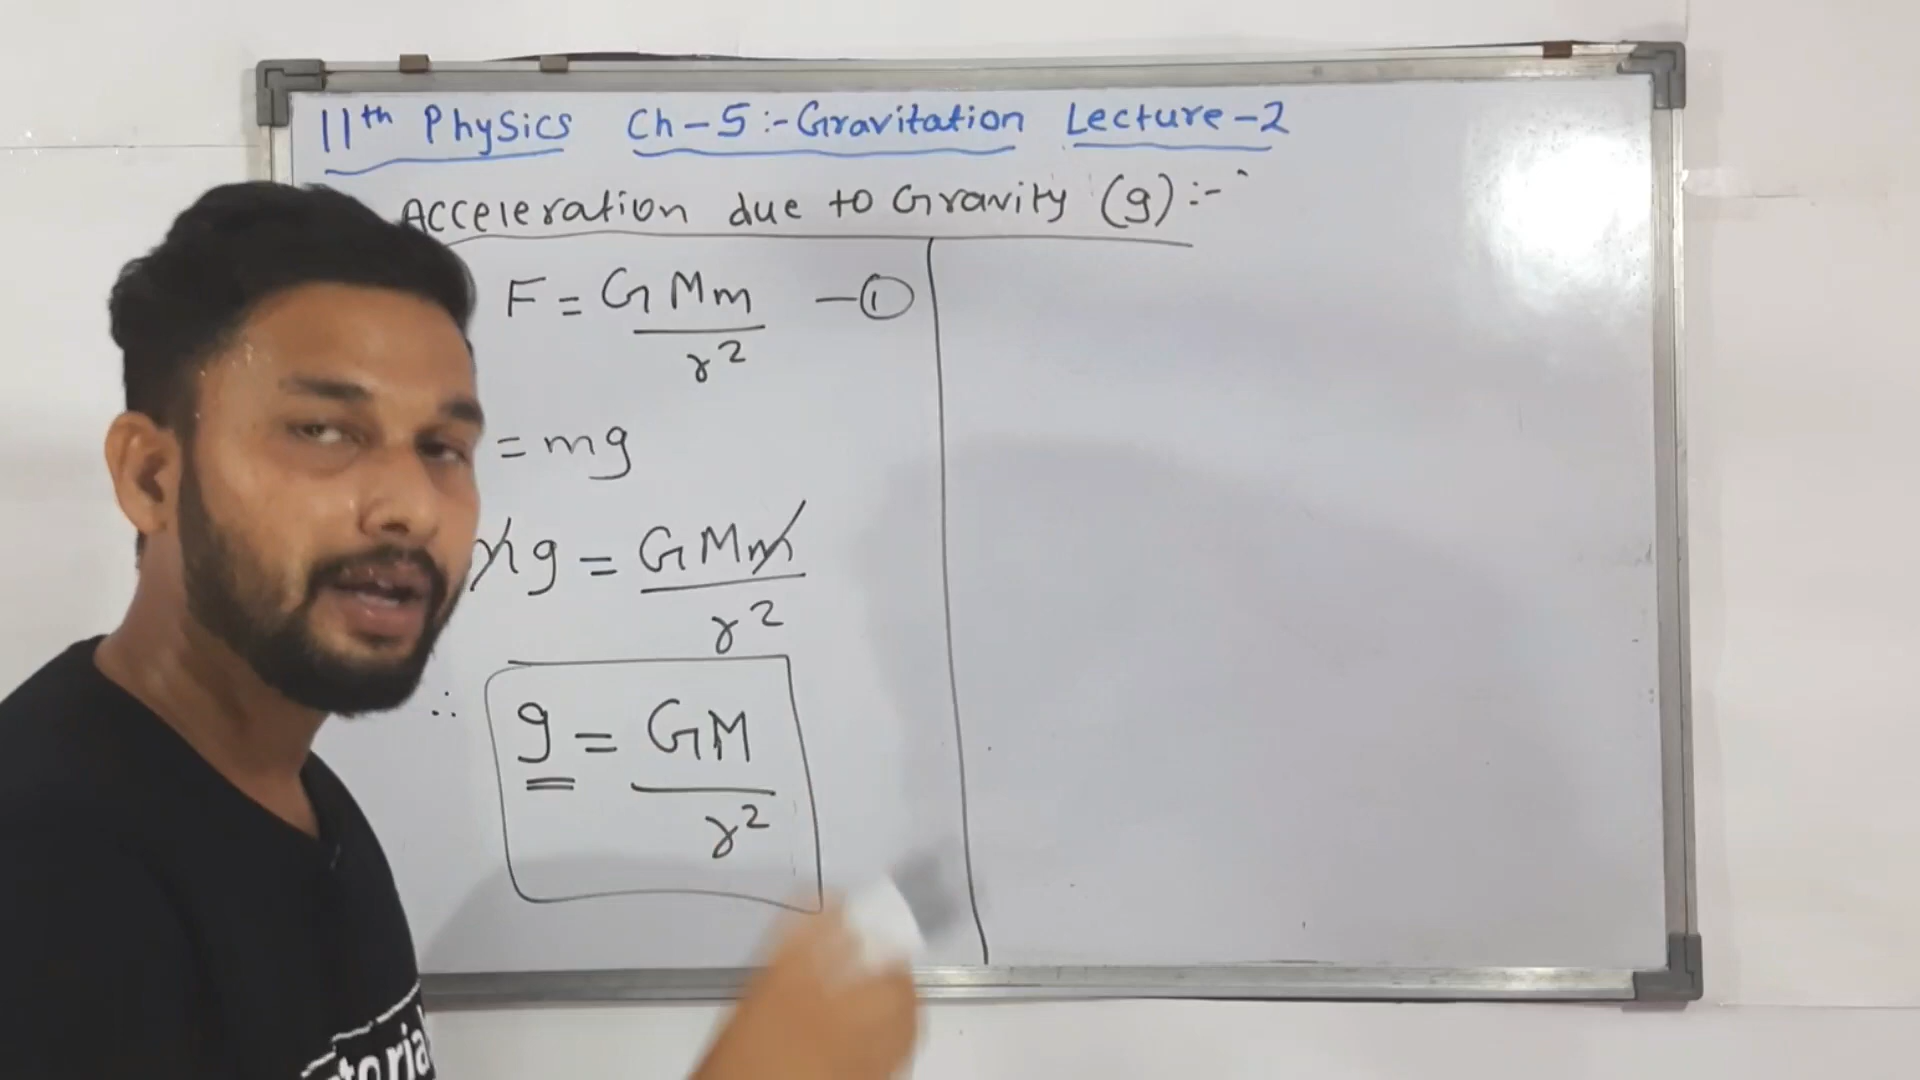 11th Physics Ch-5:-Gravitation Lecture-2
Acceleration due to Gravity (g):-
F = GMm —①
r²
= mg
mg = GMm
r²
∴ g = GM
r²